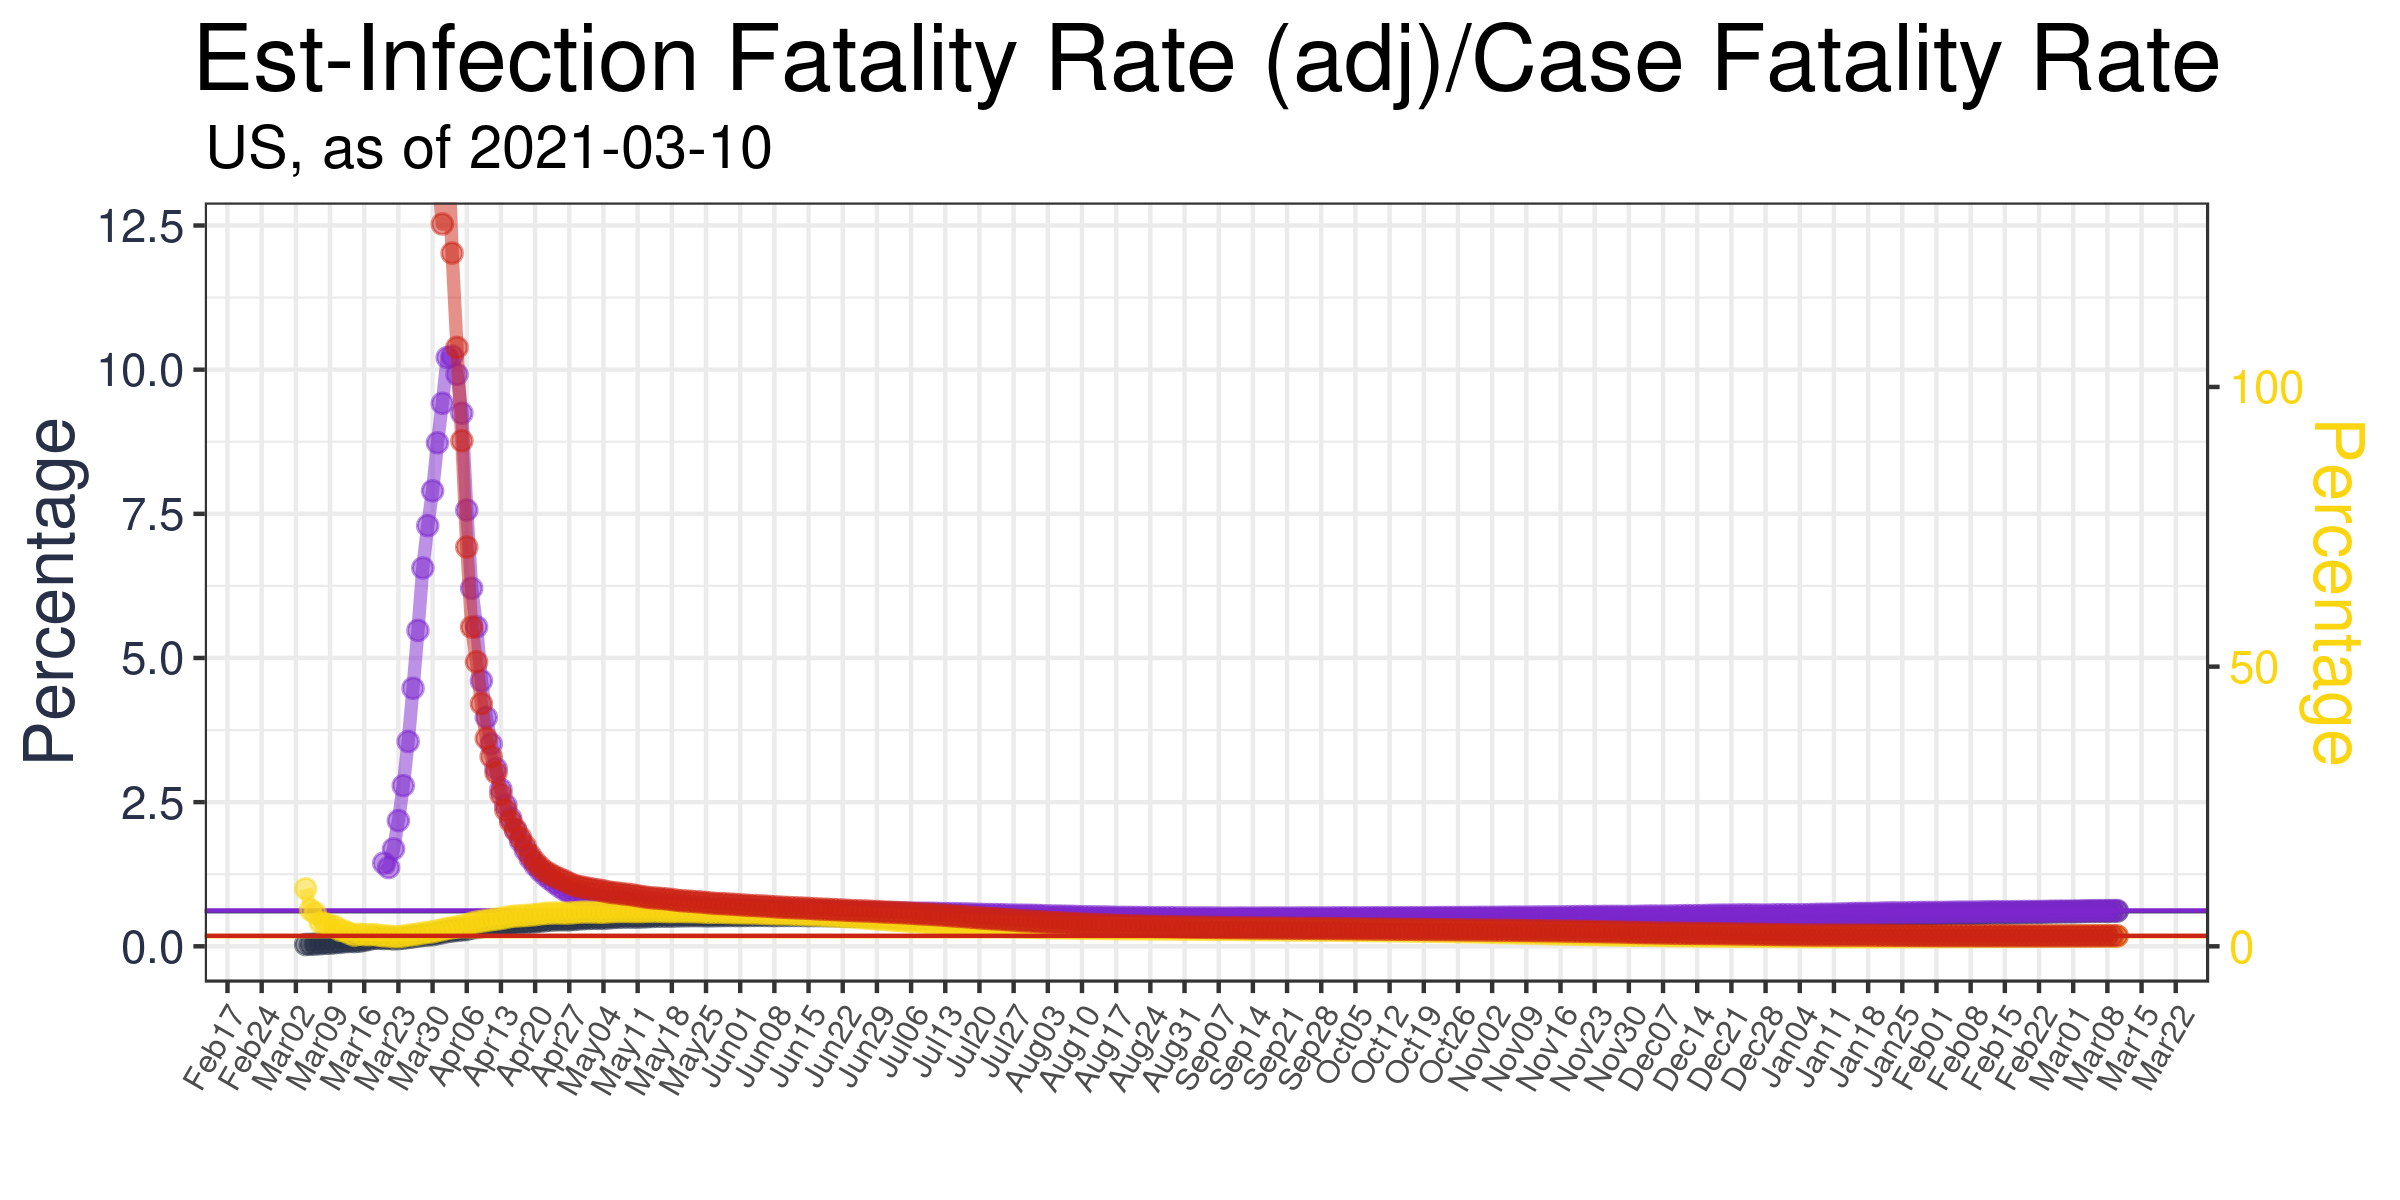 Est-Infection Fatality Rate (adj)/Case Fatality Rate
US, as of 2021-03-10
Percentage
12.5
10.0
7.5
5.0
2.5
0.0
100
50
0
Percentage
Feb17
Feb24
Mar02
Mar09
Mar16
Mar23
Mar30
Apr06
Apr13
Apr20
Apr27
May04
May11
May18
May25
Jun01
Jun08
Jun15
Jun22
Jun29
Jul06
Jul13
Jul20
Jul27
Aug03
Aug10
Aug17
Aug24
Aug31
Sep07
Sep14
Sep21
Sep28
Oct05
Oct12
Oct19
Oct26
Nov02
Nov09
Nov16
Nov23
Nov30
Dec07
Dec14
Dec21
Dec28
Jan04
Jan11
Jan18
Jan25
Feb01
Feb08
Feb15
Feb22
Mar01
Mar08
Mar15
Mar22